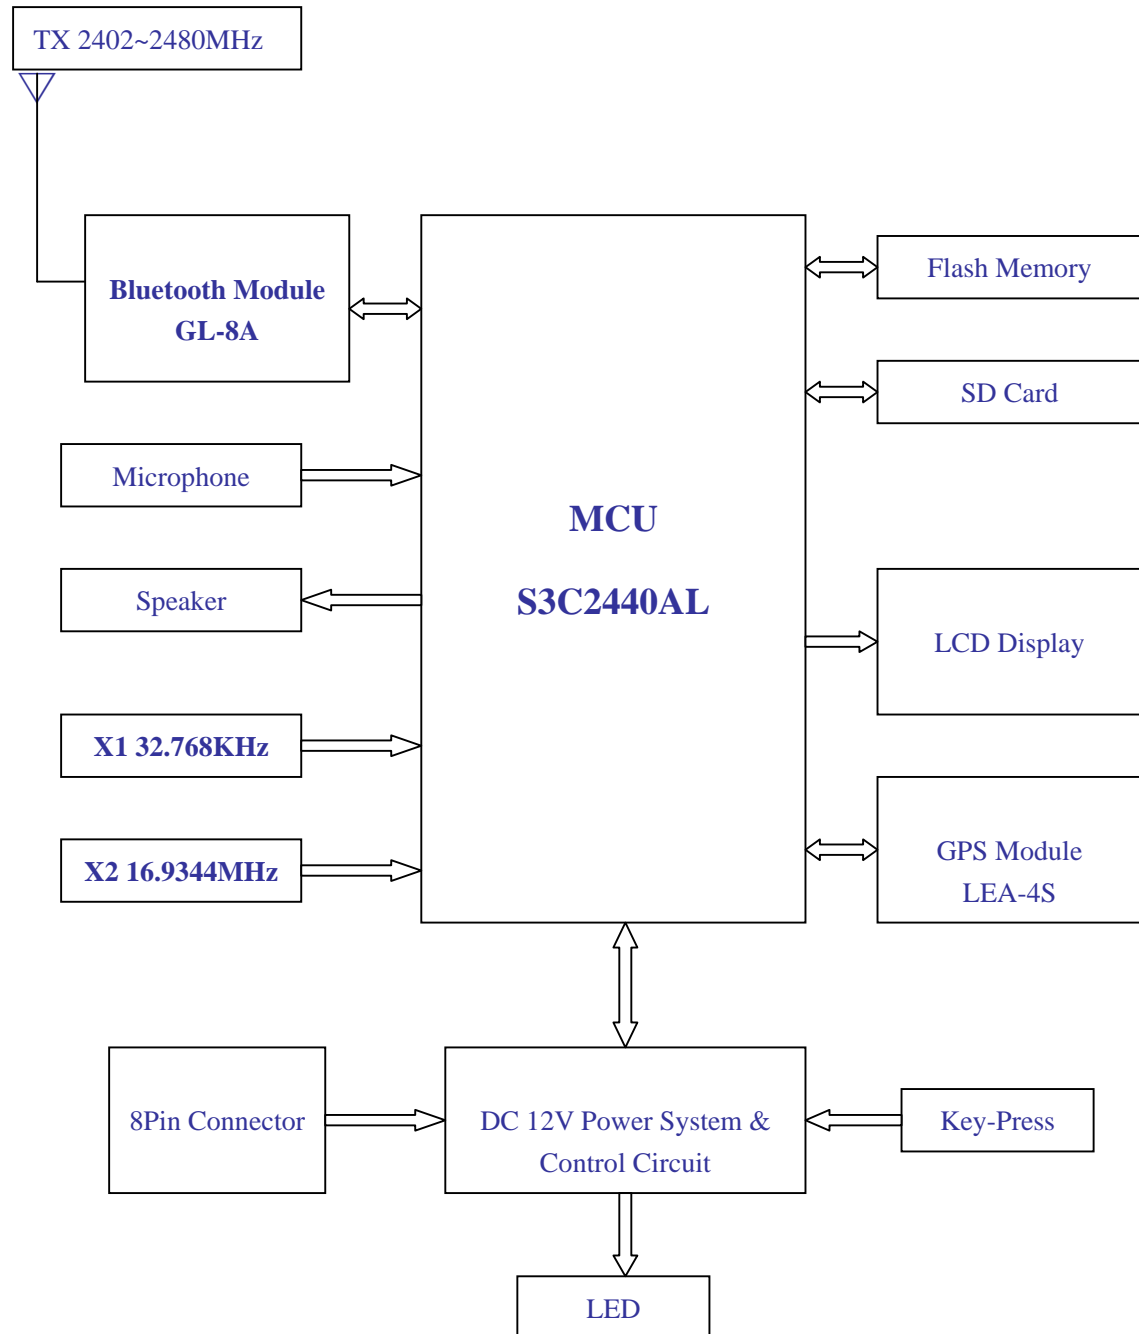 TX 2402~2480MHz
Bluetooth Module
GL-8A
Flash Memory
SD Card
Microphone
MCU
S3C2440AL
Speaker
LCD Display
X1 32.768KHz
X2 16.9344MHz
GPS Module
LEA-4S
8Pin Connector
DC 12V Power System &
Control Circuit
Key-Press
LED